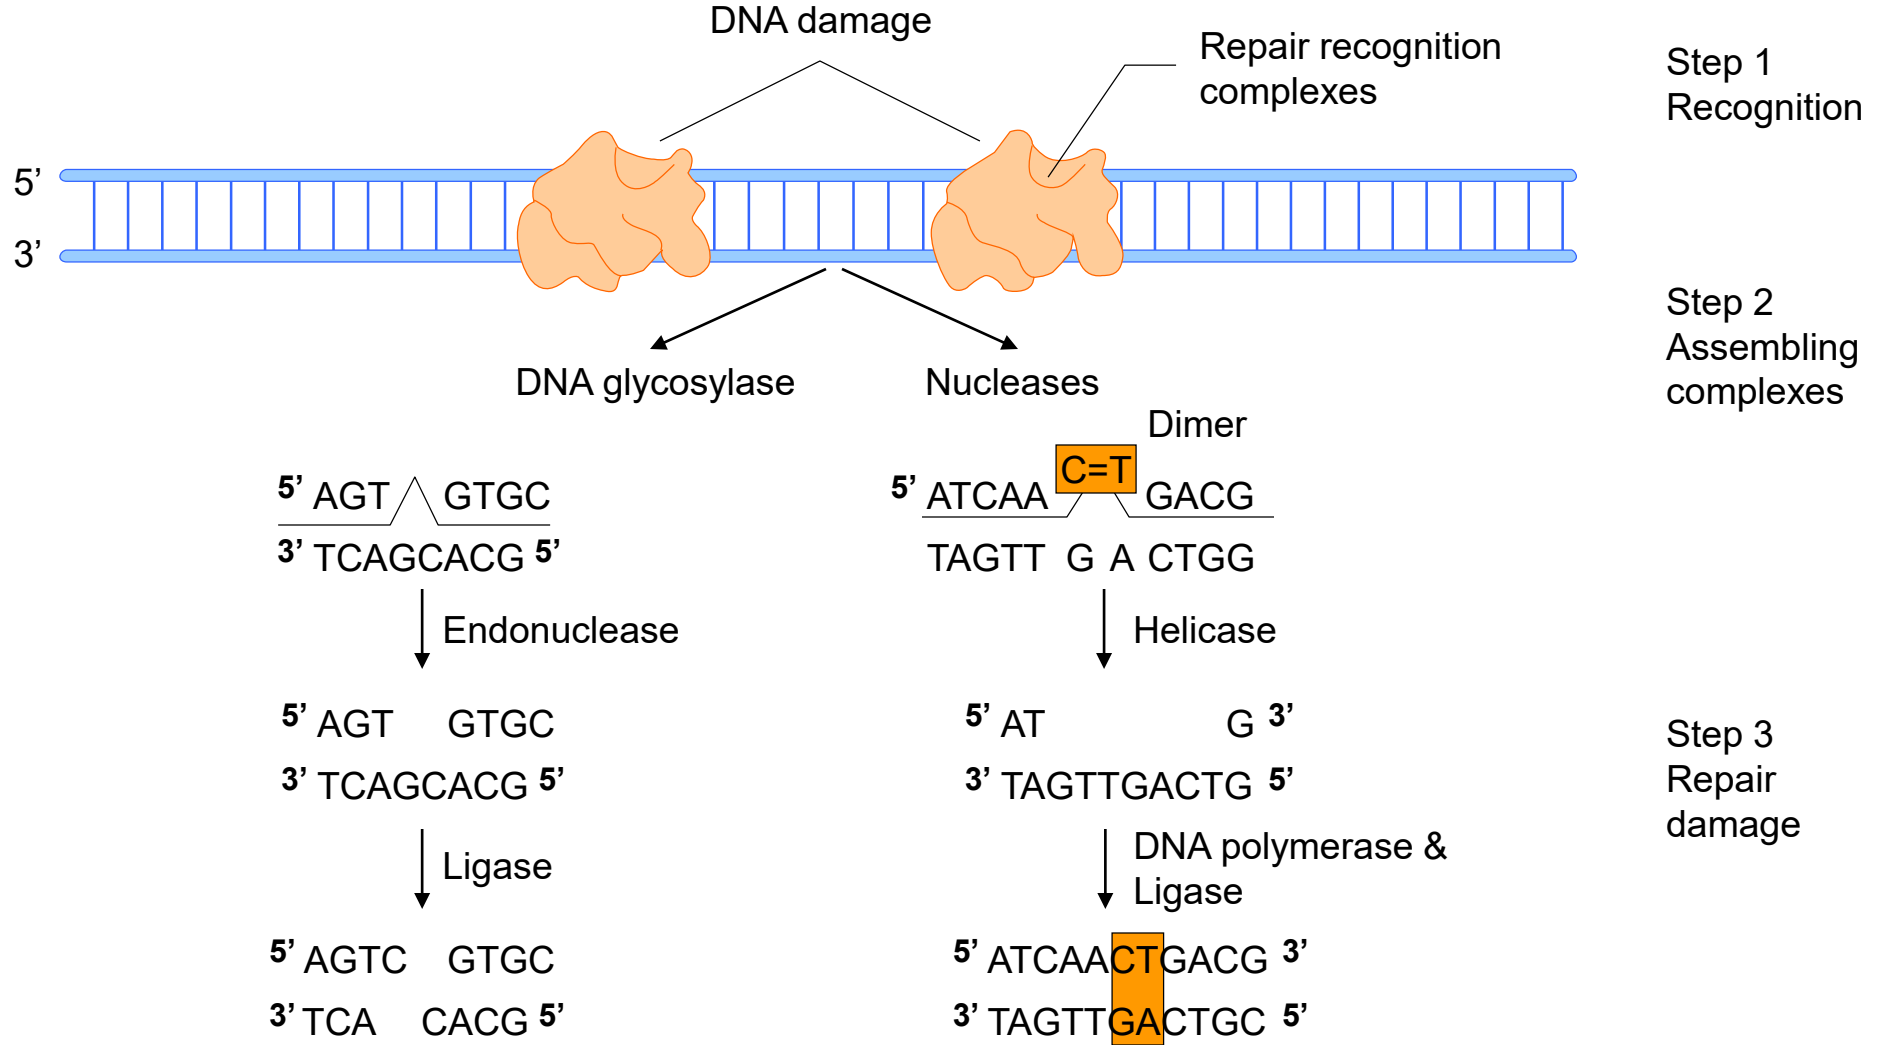 DNA damage
Repair recognition
complexes
Step 1
Recognition
5’
3’
Step 2
Assembling
complexes
DNA glycosylase
Nucleases
Dimer
C=T
5’ AGT GTGC
3’ TCAGCACG 5’
5’ ATCAA GACG
TAGTT G A CTGG
Endonuclease
Helicase
5’ AGT GTGC
3’ TCAGCACG 5’
5’ AT G 3’
3’ TAGTTGACTG 5’
Step 3
Repair
damage
Ligase
DNA polymerase &
Ligase
5’ AGTC GTGC
3’ TCA CACG 5’
5’ ATCAACTGACG 3’
3’ TAGTTGACTGC 5’